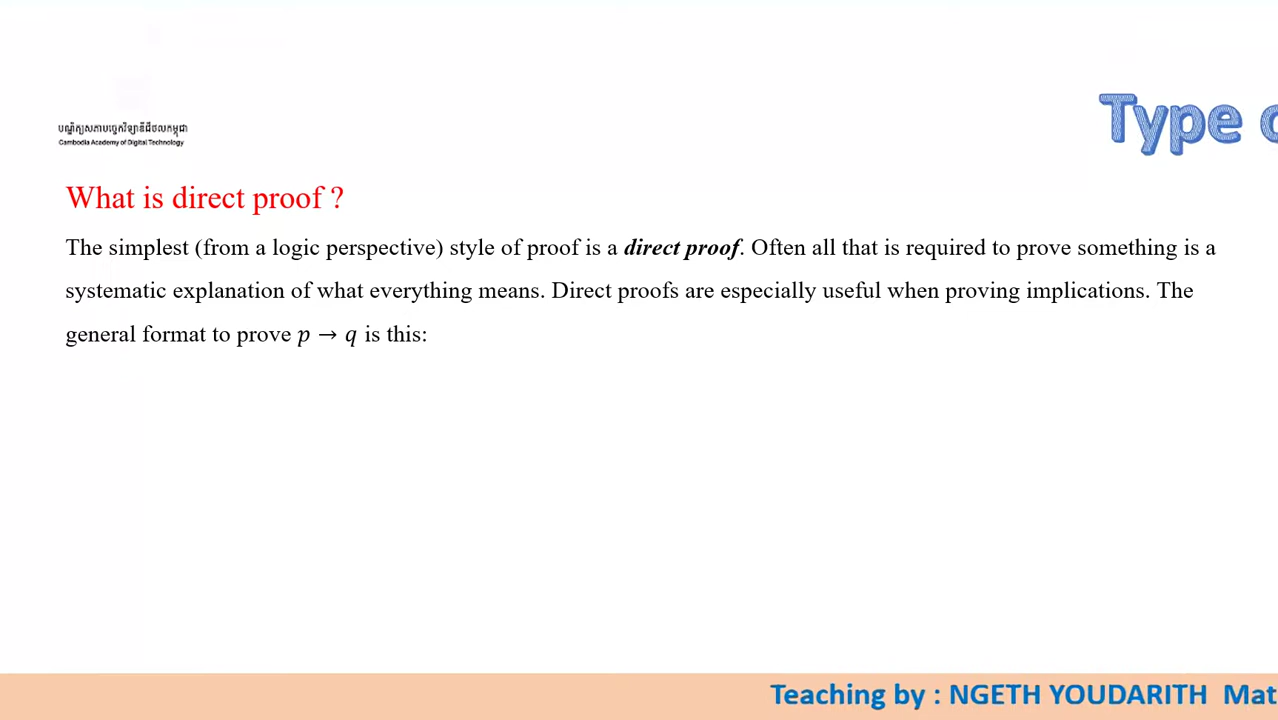 Type
បណ្ឌិត្យសភាបច្ចេកវិទ្យាឌីជីថលកម្ពុជា
Cambodia Academy of Digital Technology
What is direct proof ?
The simplest (from a logic perspective) style of proof is a direct proof. Often all that is required to prove something is a
systematic explanation of what everything means. Direct proofs are especially useful when proving implications. The
general format to prove p → q is this:
Teaching by : NGETH YOUDARITH Mat